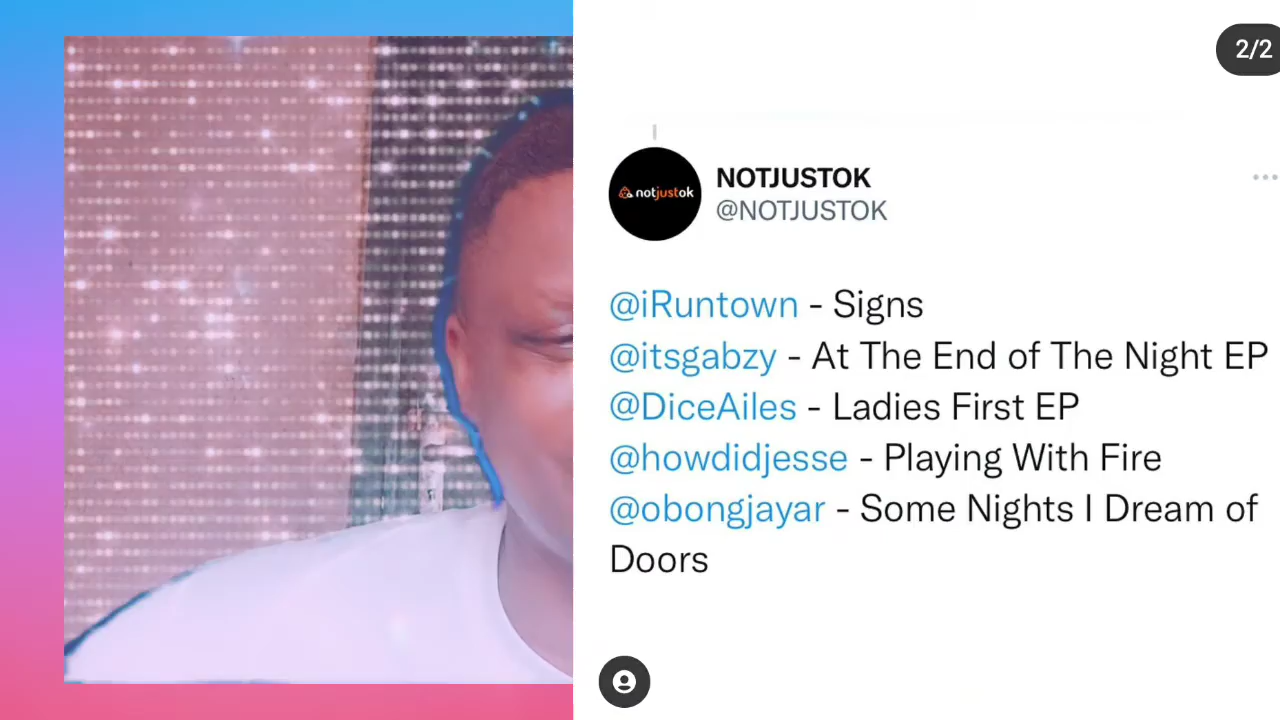 2/2
notjustok
NOTJUSTOK
@NOTJUSTOK
@iRuntown - Signs
@itsgabzy - At The End of The Night EP
@DiceAiles - Ladies First EP
@howdidjesse - Playing With Fire
@obongjayar - Some Nights I Dream of
Doors